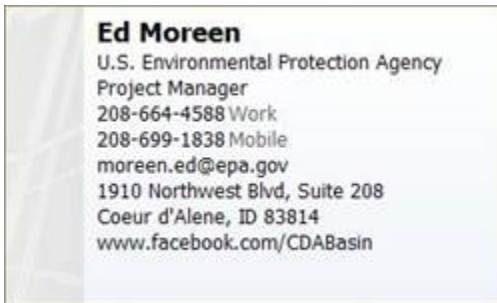 Ed Moreen
U.S. Environmental Protection Agency
Project Manager
208-664-4588 Work
208-699-1838 Mobile
moreen.ed@epa.gov
1910 Northwest Blvd, Suite 208
Coeur d'Alene, ID 83814
www.facebook.com/CDABasin